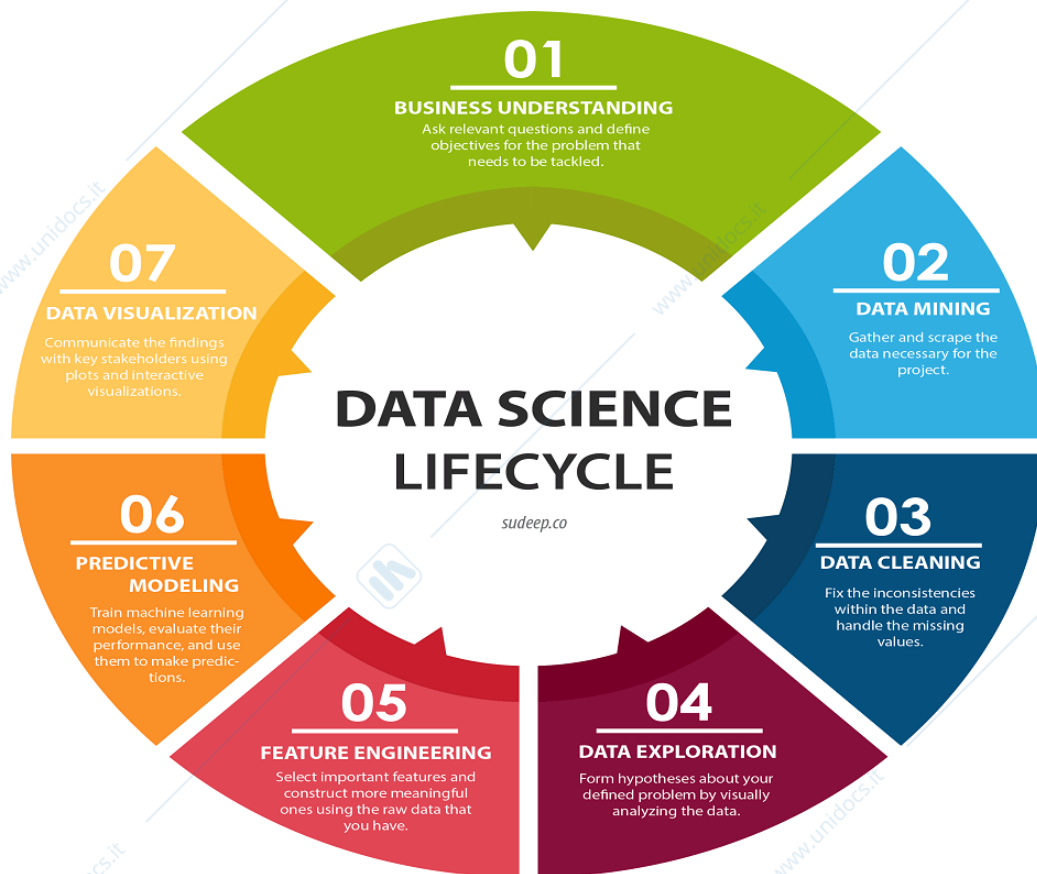 01
BUSINESS UNDERSTANDING
Ask relevant questions and define
objectives for the problem that
needs to be tackled.
02
DATA MINING
Gather and scrape the
data necessary for the
project.
03
DATA CLEANING
Fix the inconsistencies
within the data and
handle the missing
values.
04
DATA EXPLORATION
Form hypotheses about your
defined problem by visually
analyzing the data.
05
FEATURE ENGINEERING
Select important features and
construct more meaningful
ones using the raw data that
you have.
06
PREDICTIVE
MODELING
Train machine learning
models, evaluate their
performance, and use
them to make predic-
tions.
07
DATA VISUALIZATION
Communicate the findings
with key stakeholders using
plots and interactive
visualizations.
DATA SCIENCE
LIFECYCLE
sudeep.co
www.unidocs.it
www.unidocs.it
www.unidocs.it
cs.it